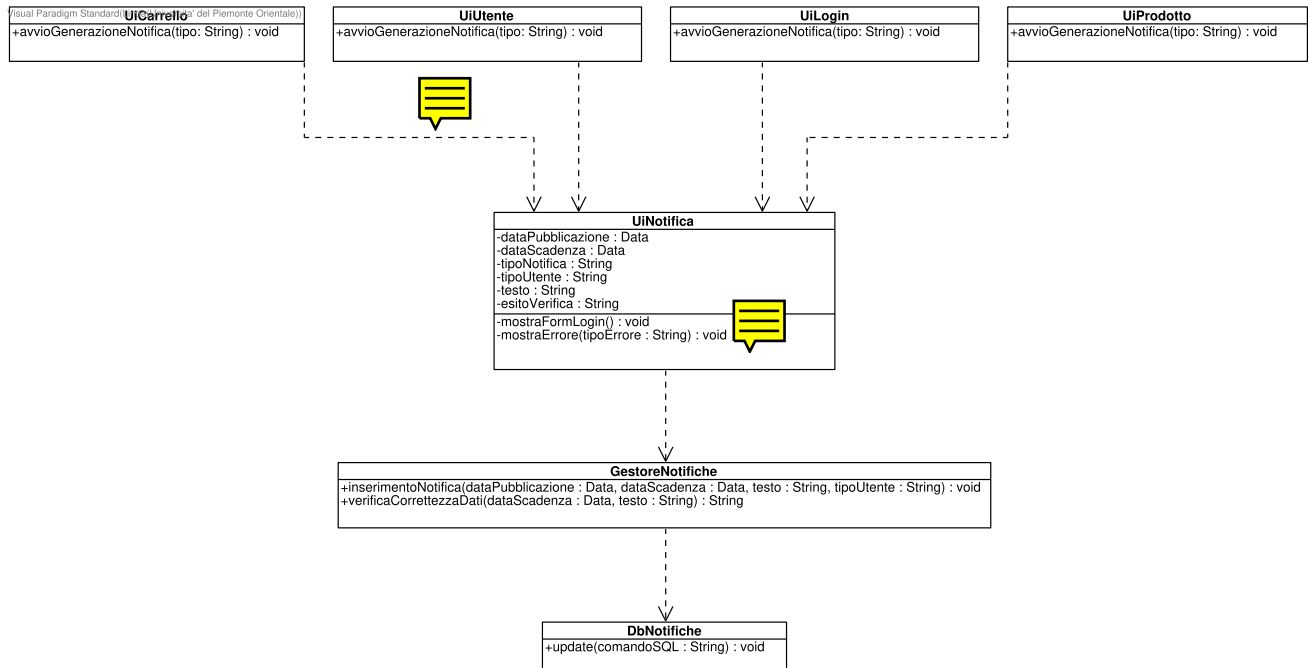 Visual Paradigm Standard(
' del Piemonte Orientale))
UiCarrello
+avvioGenerazioneNotifica(tipo: String) : void
UiUtente
+avvioGenerazioneNotifica(tipo: String) : void
UiLogin
+avvioGenerazioneNotifica(tipo: String) : void
UiProdotto
+avvioGenerazioneNotifica(tipo: String) : void
UiNotifica
-dataPubblicazione : Data
-dataScadenza : Data
-tipoNotifica : String
-tipoUtente : String
-testo : String
-esitoVerifica : String
-mostraFormLogin() : void
-mostraErrore(tipoErrore : String) : void
GestoreNotifiche
+inserimentoNotifica(dataPubblicazione : Data, dataScadenza : Data, testo : String, tipoUtente : String) : void
+verificaCorrettezzaDati(dataScadenza : Data, testo : String) : String
DbNotifiche
+update(comandoSQL : String) : void